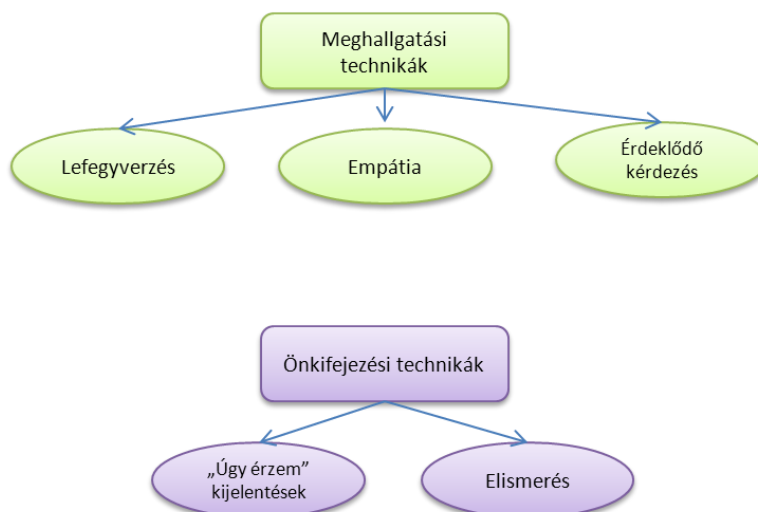 Meghallgatási
technikák
Lefegyverzés
Empátia
Érdeklődő
kérdezés
Önkifejezési technikák
„Úgy érzem”
kijelentések
Elismerés